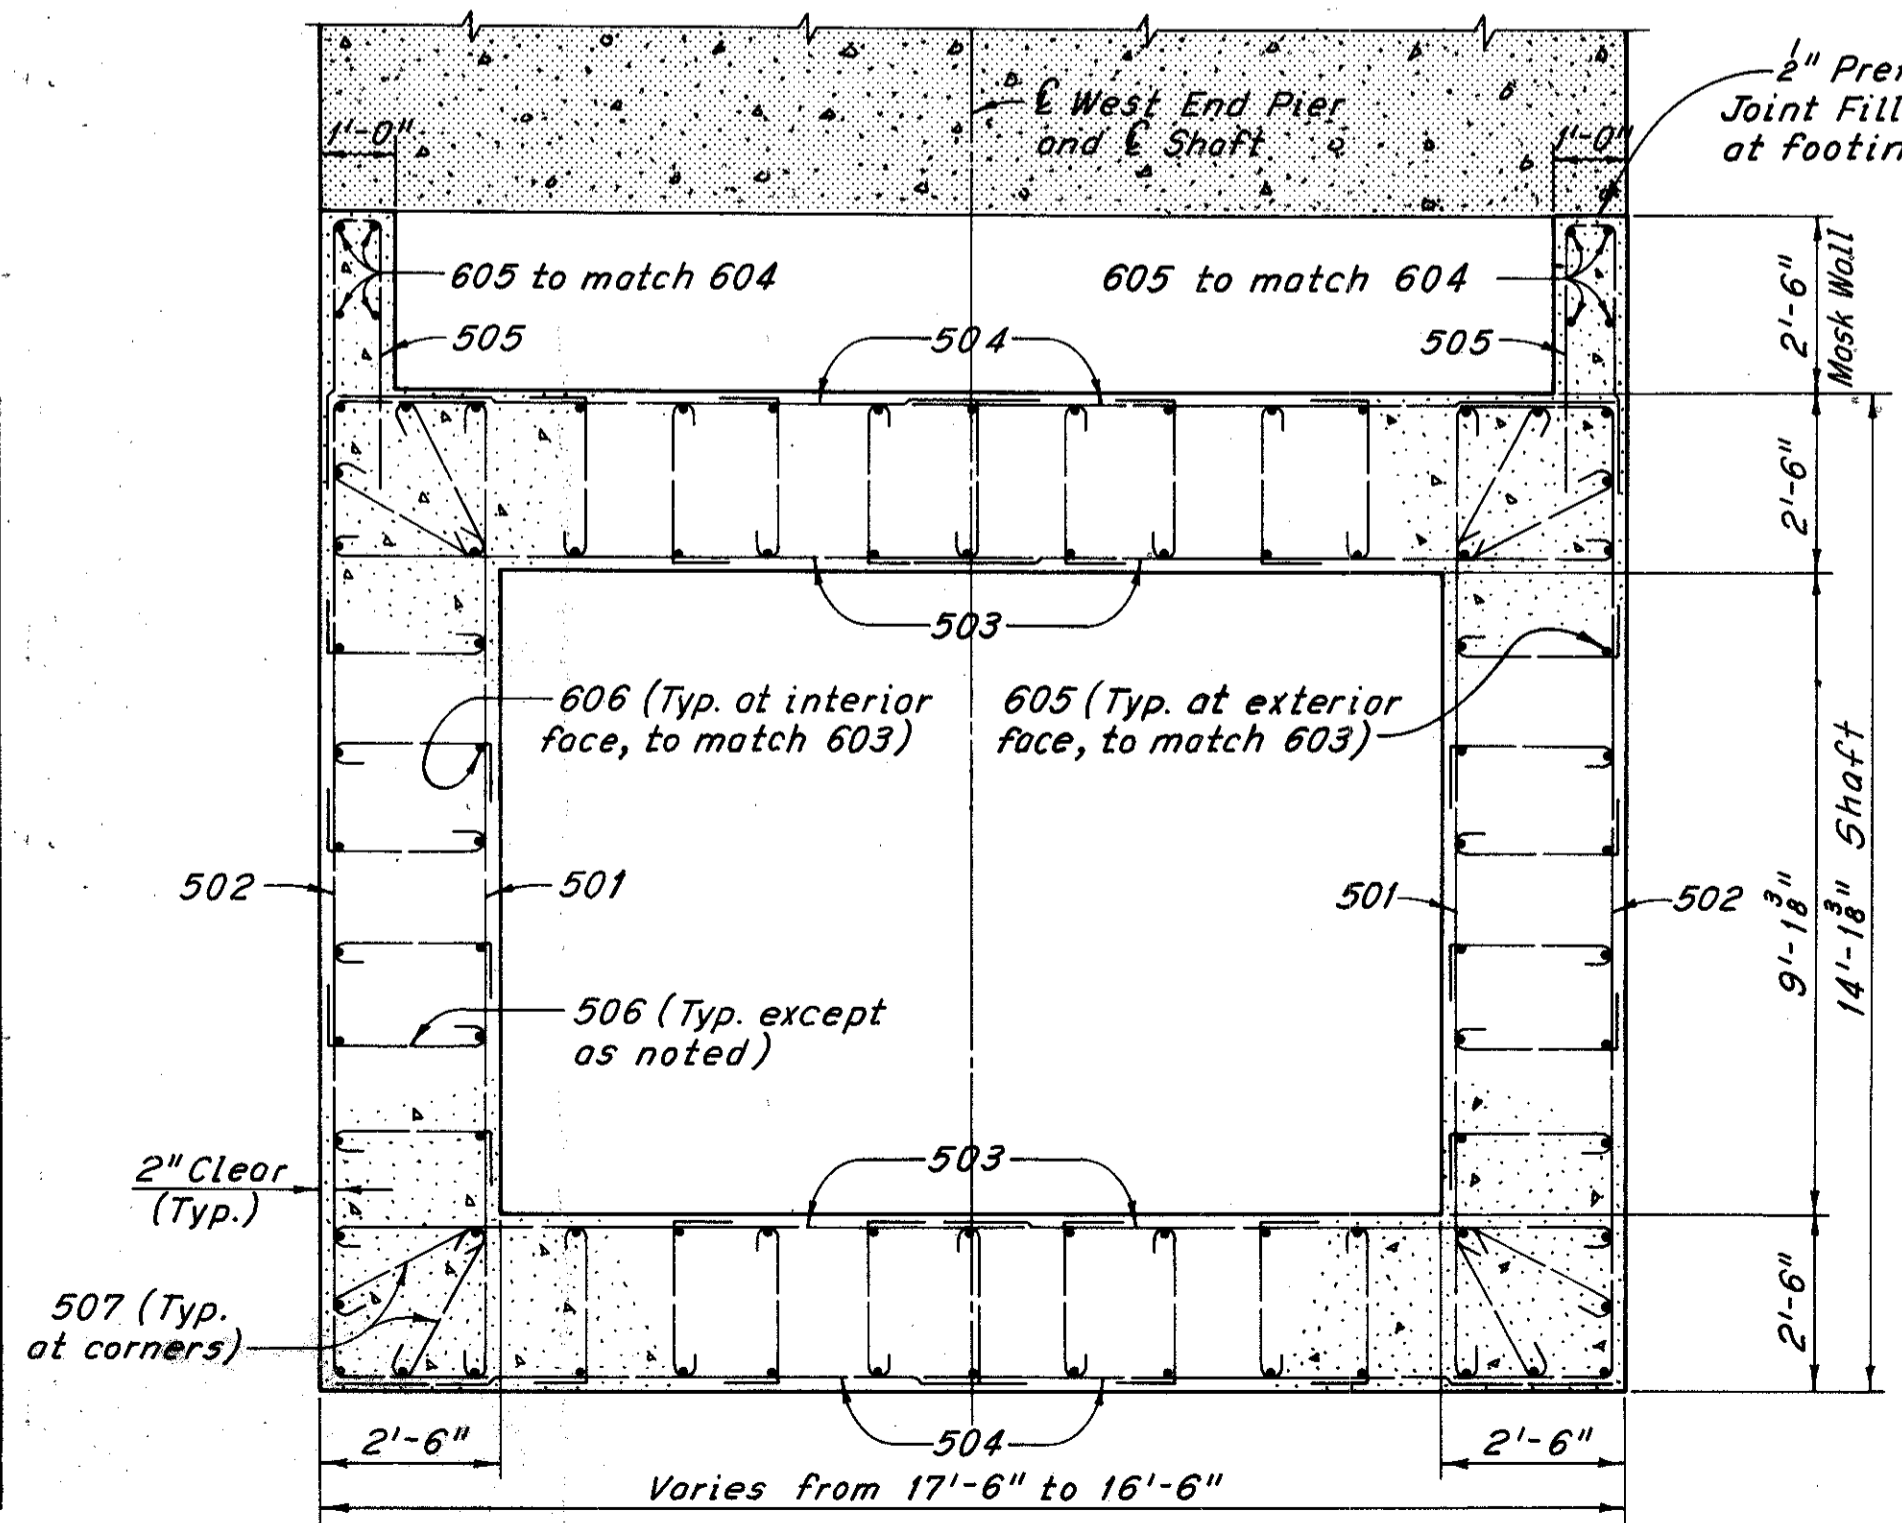 ℄ West End Pier
and ℄ Shaft
1'-0"
1'-0"
1/2" Pre
Joint Fill
at footin
605 to match 604
605 to match 604
505
504
505
2'-6"
Mask Wall
2'-6"
503
606 (Typ. at interior
face, to match 603)
605 (Typ. at exterior
face, to match 603)
502
501
501
502
9'-1 3/8"
14'-1 3/8" Shaft
506 (Typ. except
as noted)
2" Clear
(Typ.)
503
507 (Typ.
at corners)
2'-6"
2'-6"
504
2'-6"
Varies from 17'-6" to 16'-6"